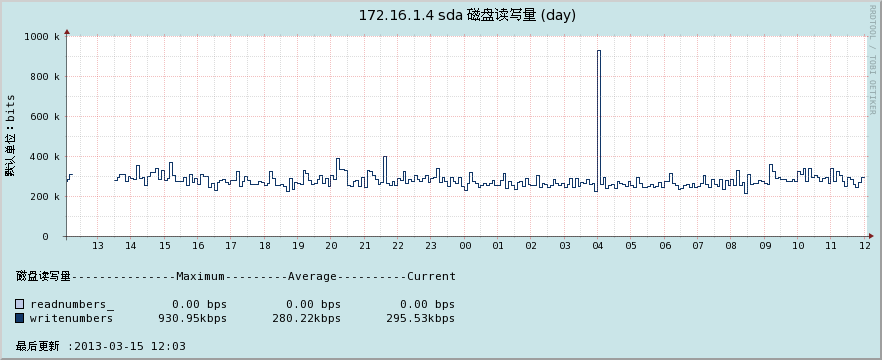 172.16.1.4 sda 磁盘读写量 (day)
RRDTOOL / TOBI OETIKER
默认单位：bits
1000 k
800 k
600 k
400 k
200 k
0
13 14 15 16 17 18 19 20 21 22 23 00 01 02 03 04 05 06 07 08 09 10 11 12
磁盘读写量---------------Maximum---------Average----------Current
readnumbers_ 0.00 bps 0.00 bps 0.00 bps
writenumbers 930.95kbps 280.22kbps 295.53kbps
最后更新 :2013-03-15 12:03